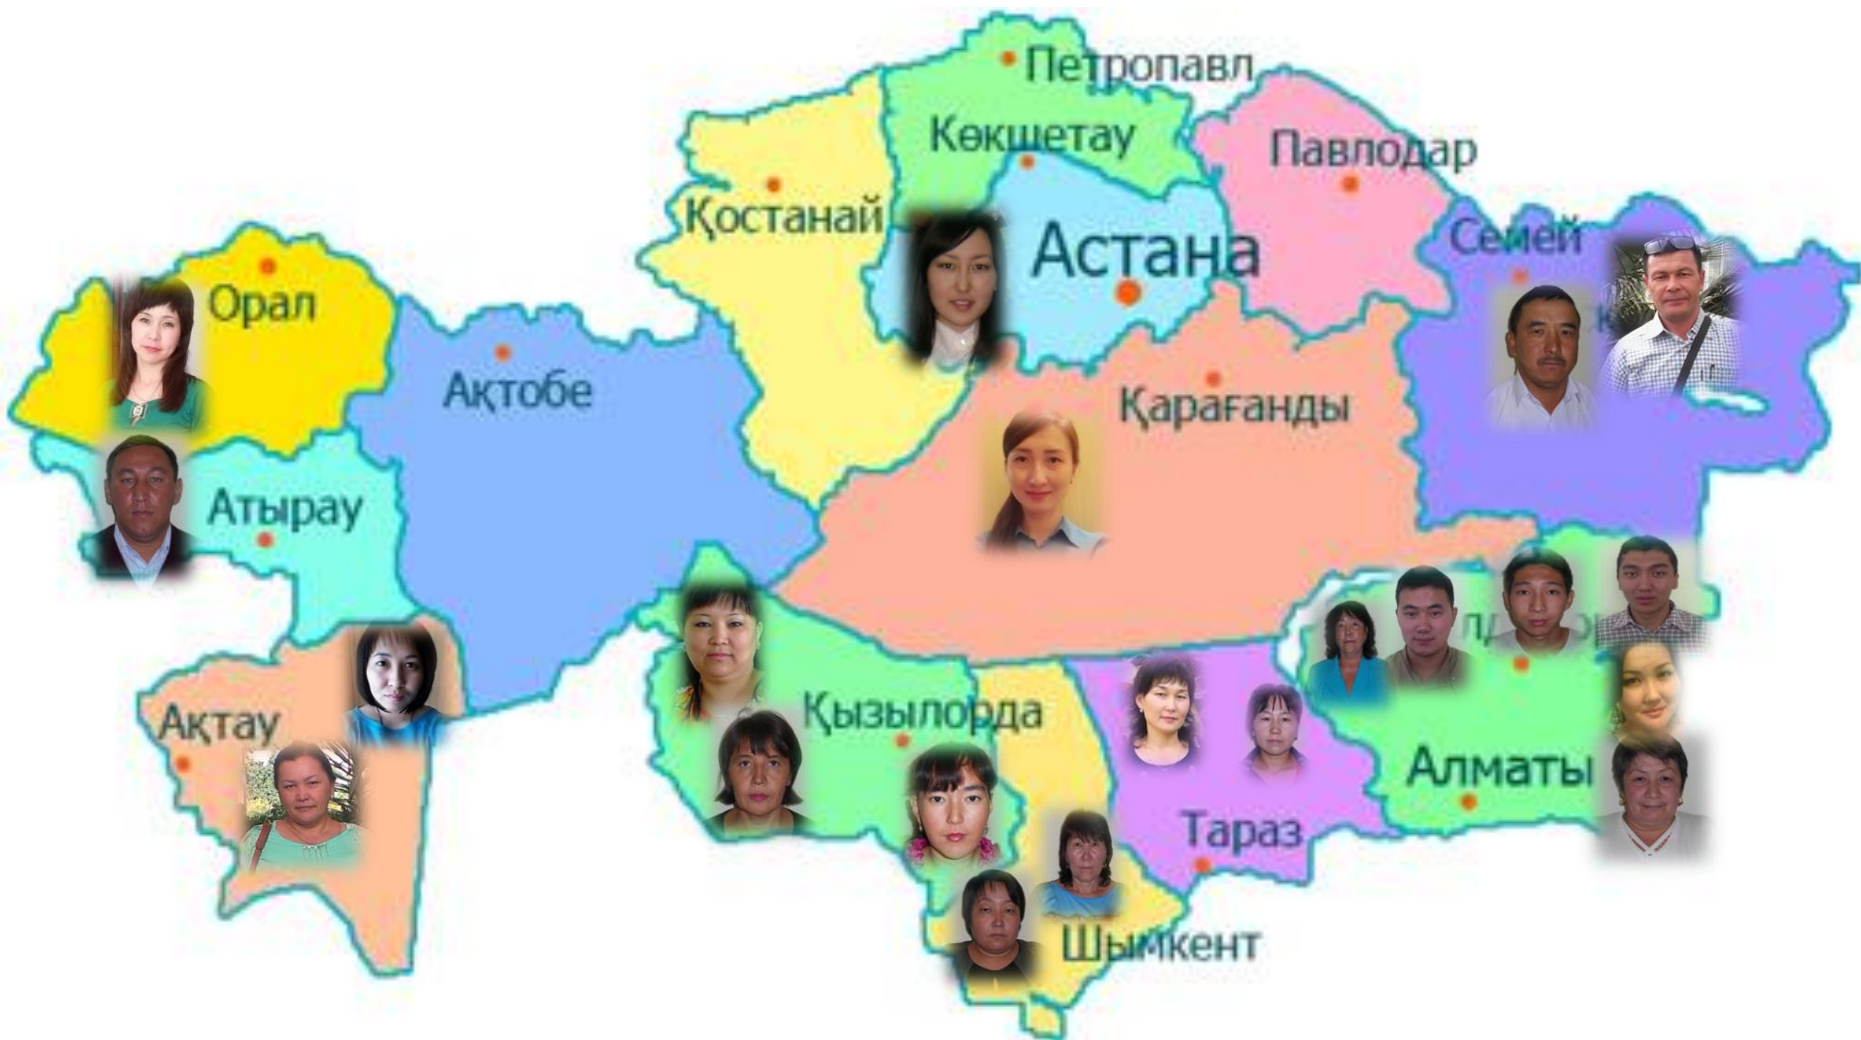 Петропавл
Көкшетау
Павлодар
Қостанай
Астана
Семей
Орал
Ақтобе
Қарағанды
Атырау
Ақтау
Қызылорда
Алматы
Тараз
Шымкент